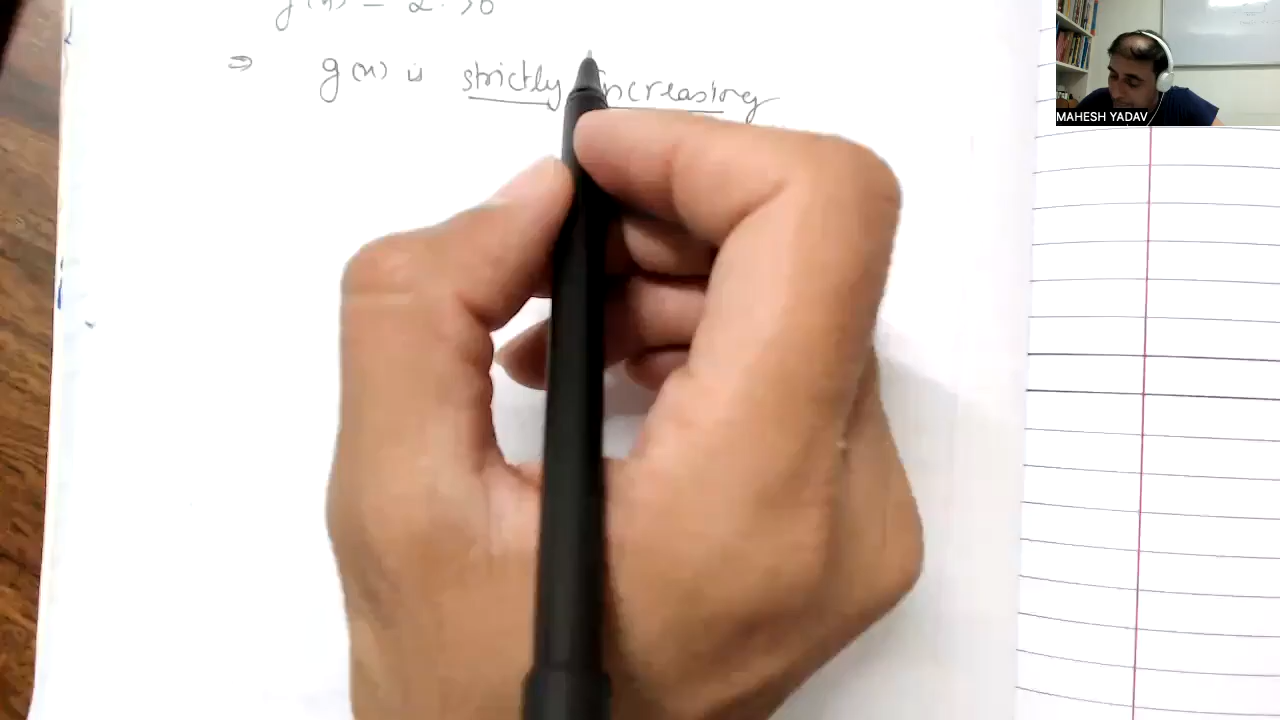 ⇒ g(x) is strictly increasing
MAHESH YADAV